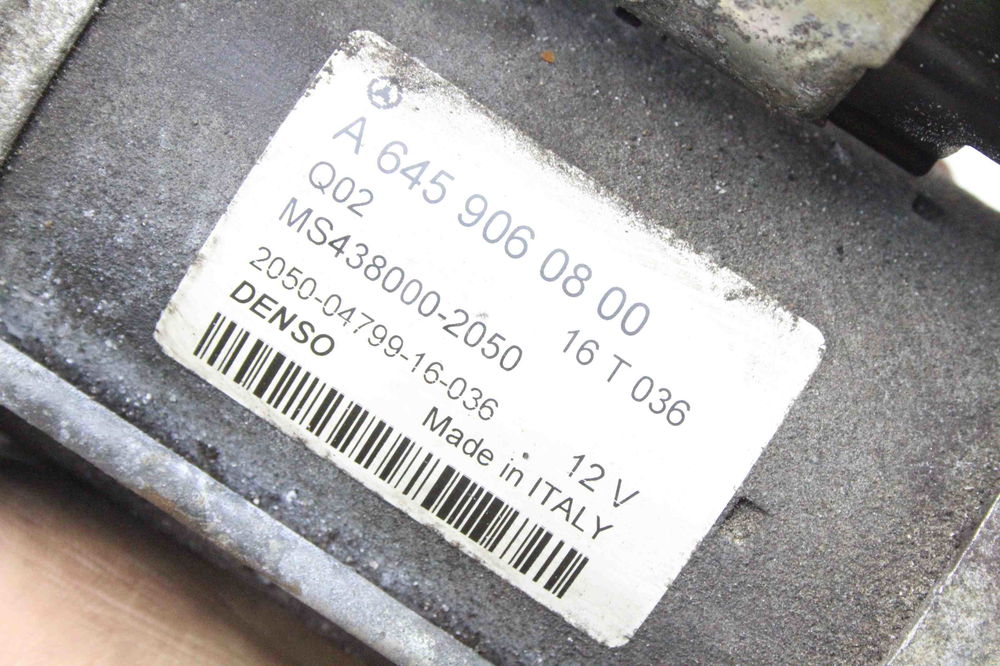 A 645 906 08 00
Q02 16 T 036
MS438000-2050
2050-04799-16-036 12 V
DENSO Made in ITALY